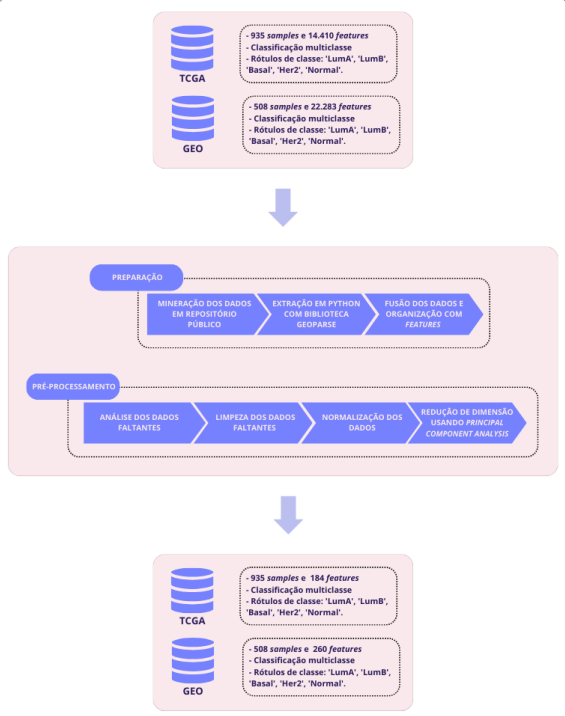 - 935 samples e 14.410 features
- Classificação multiclasse
- Rótulos de classe: 'LumA', 'LumB',
'Basal', 'Her2', 'Normal'.
TCGA
- 508 samples e 22.283 features
- Classificação multiclasse
- Rótulos de classe: 'LumA', 'LumB',
'Basal', 'Her2', 'Normal'.
GEO
PREPARAÇÃO
MINERAÇÃO DOS DADOS
EM REPOSITÓRIO
PÚBLICO
EXTRAÇÃO EM PYTHON
COM BIBLIOTECA
GEOPARSE
FUSÃO DOS DADOS E
ORGANIZAÇÃO COM
FEATURES
PRÉ-PROCESSAMENTO
ANÁLISE DOS DADOS
FALTANTES
LIMPEZA DOS DADOS
FALTANTES
NORMALIZAÇÃO DOS
DADOS
REDUÇÃO DE DIMENSÃO
USANDO PRINCIPAL
COMPONENT ANALYSIS
- 935 samples e 184 features
- Classificação multiclasse
- Rótulos de classe: 'LumA', 'LumB',
'Basal', 'Her2', 'Normal'.
TCGA
- 508 samples e 260 features
- Classificação multiclasse
- Rótulos de classe: 'LumA', 'LumB',
'Basal', 'Her2', 'Normal'.
GEO